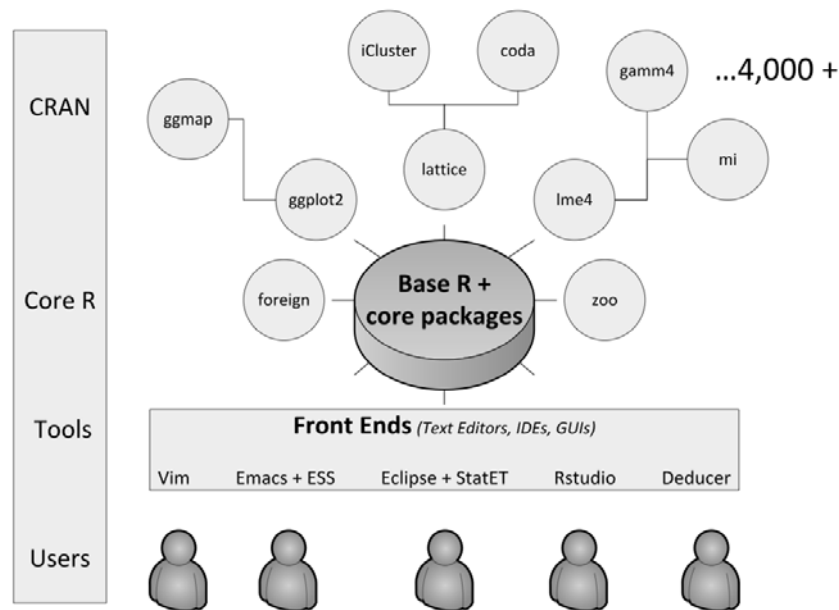 iCluster
coda
gamm4
...4,000 +
CRAN
ggmap
lattice
mi
ggplot2
lme4
Core R
foreign
Base R +
core packages
zoo
Tools
Front Ends (Text Editors, IDEs, GUIs)
Vim
Emacs + ESS
Eclipse + StatET
Rstudio
Deducer
Users